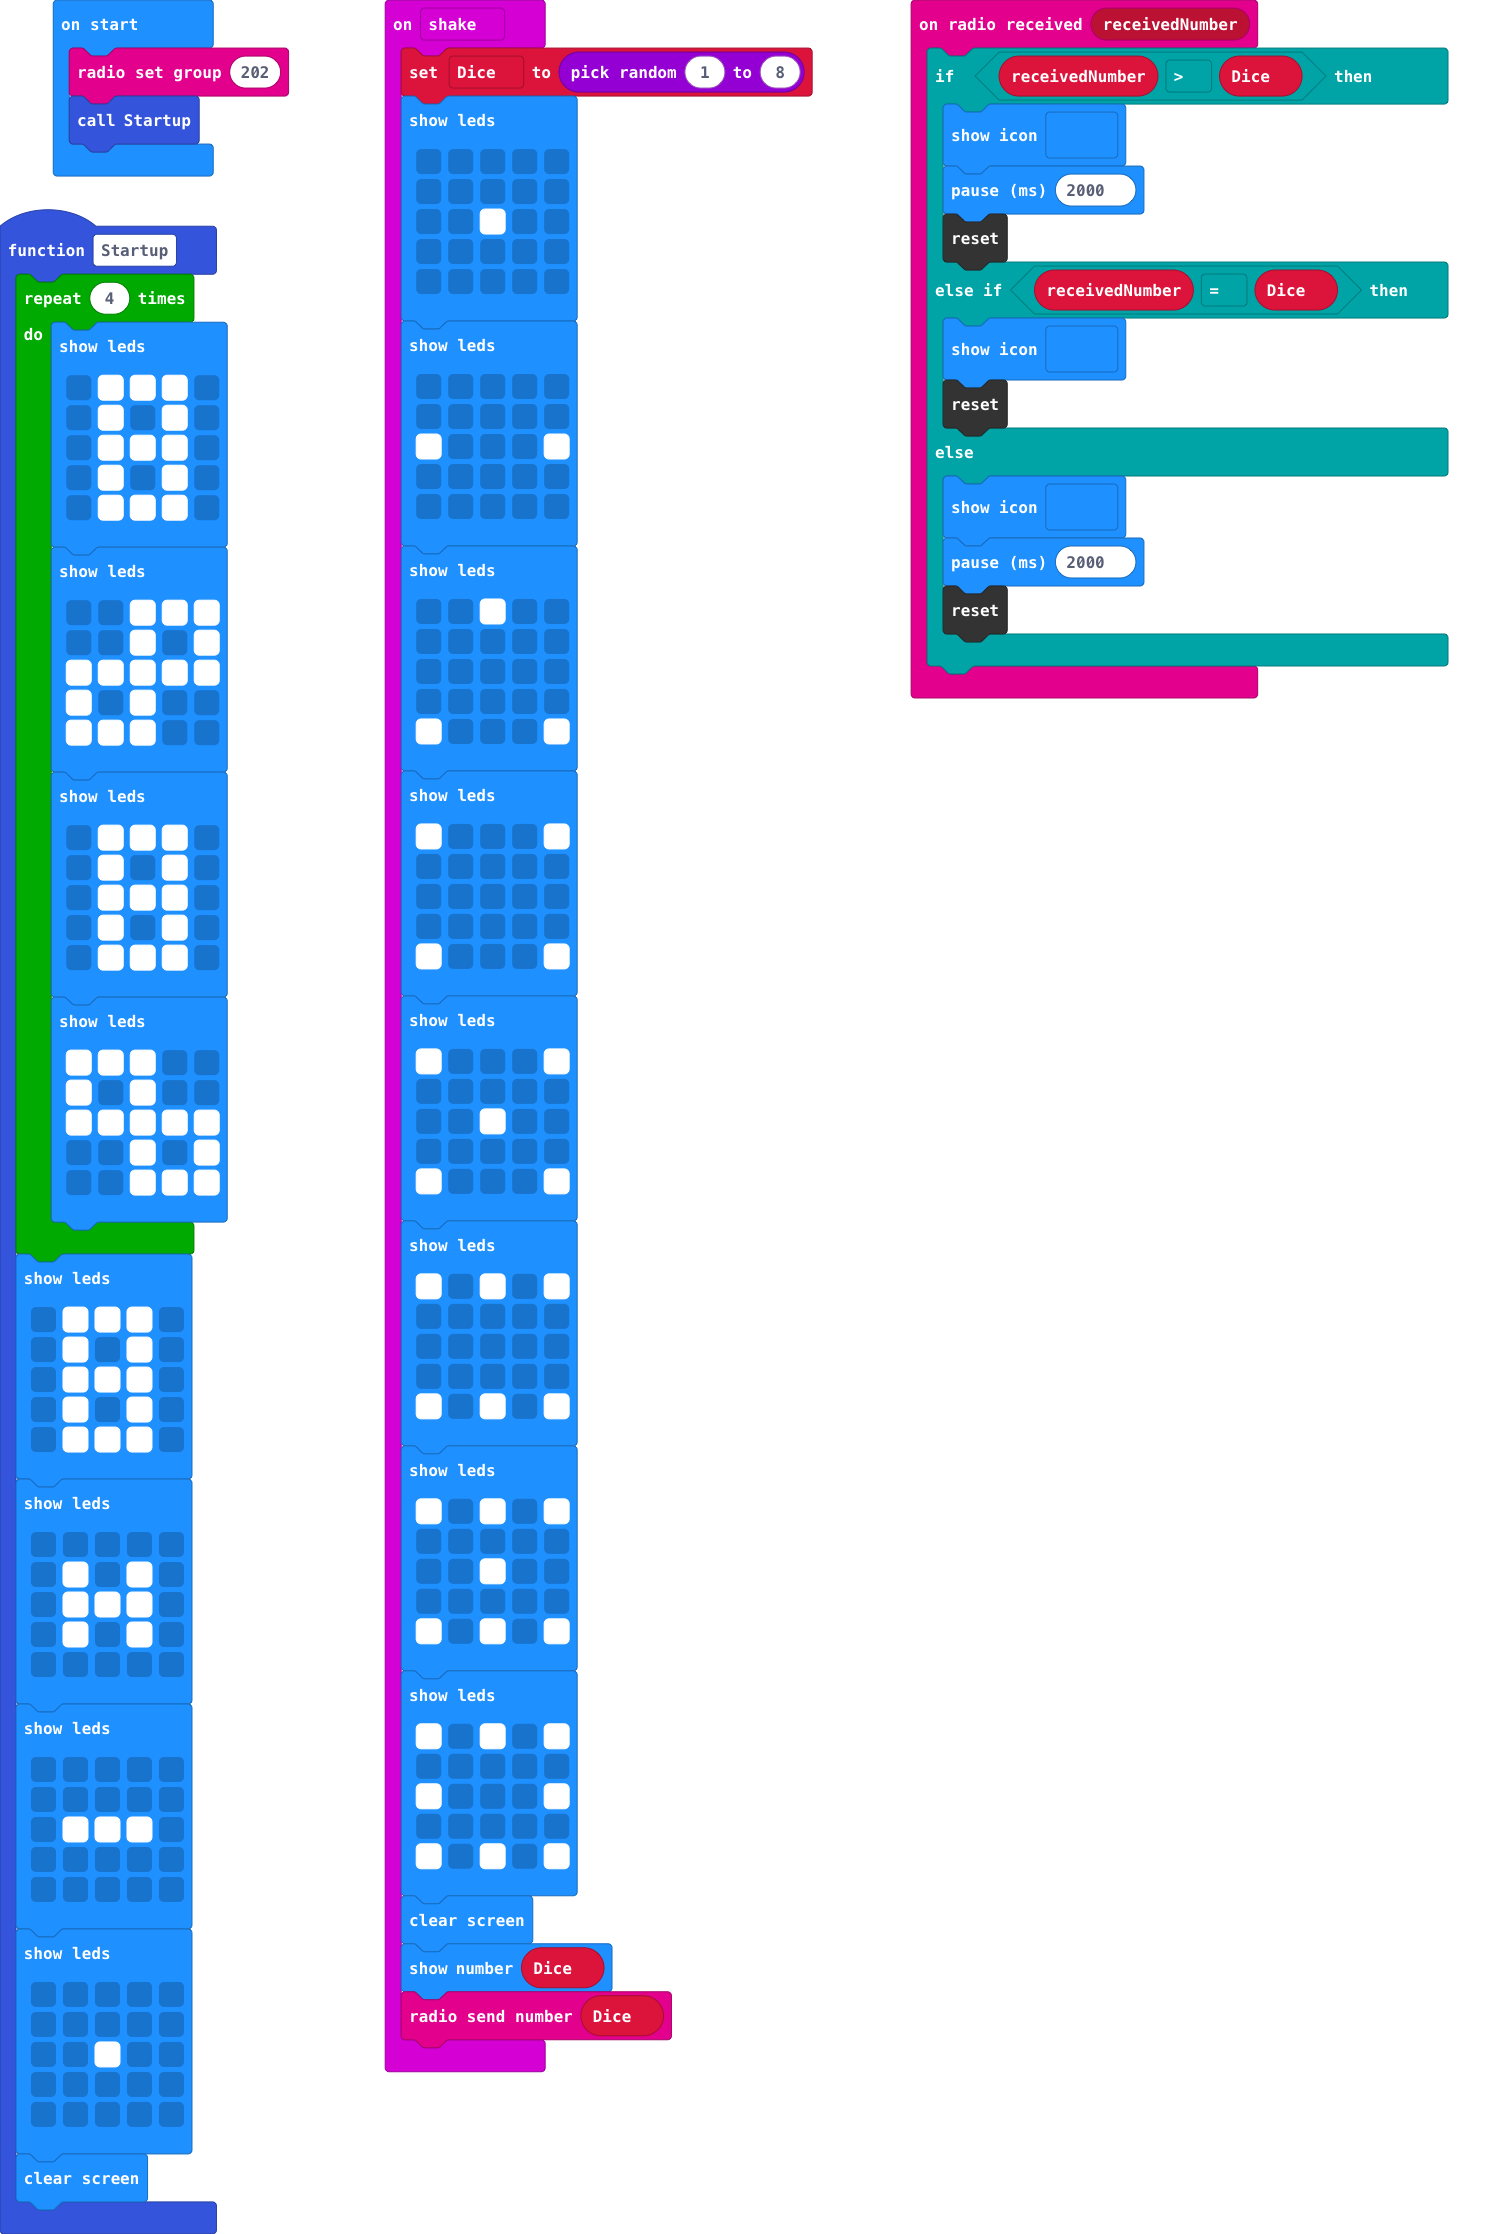 on start
radio set group 202
call Startup
function Startup
repeat 4 times
do
show leds
show leds
show leds
show leds
show leds
show leds
show leds
show leds
clear screen
on shake
set Dice to pick random 1 to 8
show leds
show leds
show leds
show leds
show leds
show leds
show leds
show leds
clear screen
show number Dice
radio send number Dice
on radio received receivedNumber
if receivedNumber > Dice then
show icon
pause (ms) 2000
reset
else if receivedNumber = Dice then
show icon
reset
else
show icon
pause (ms) 2000
reset